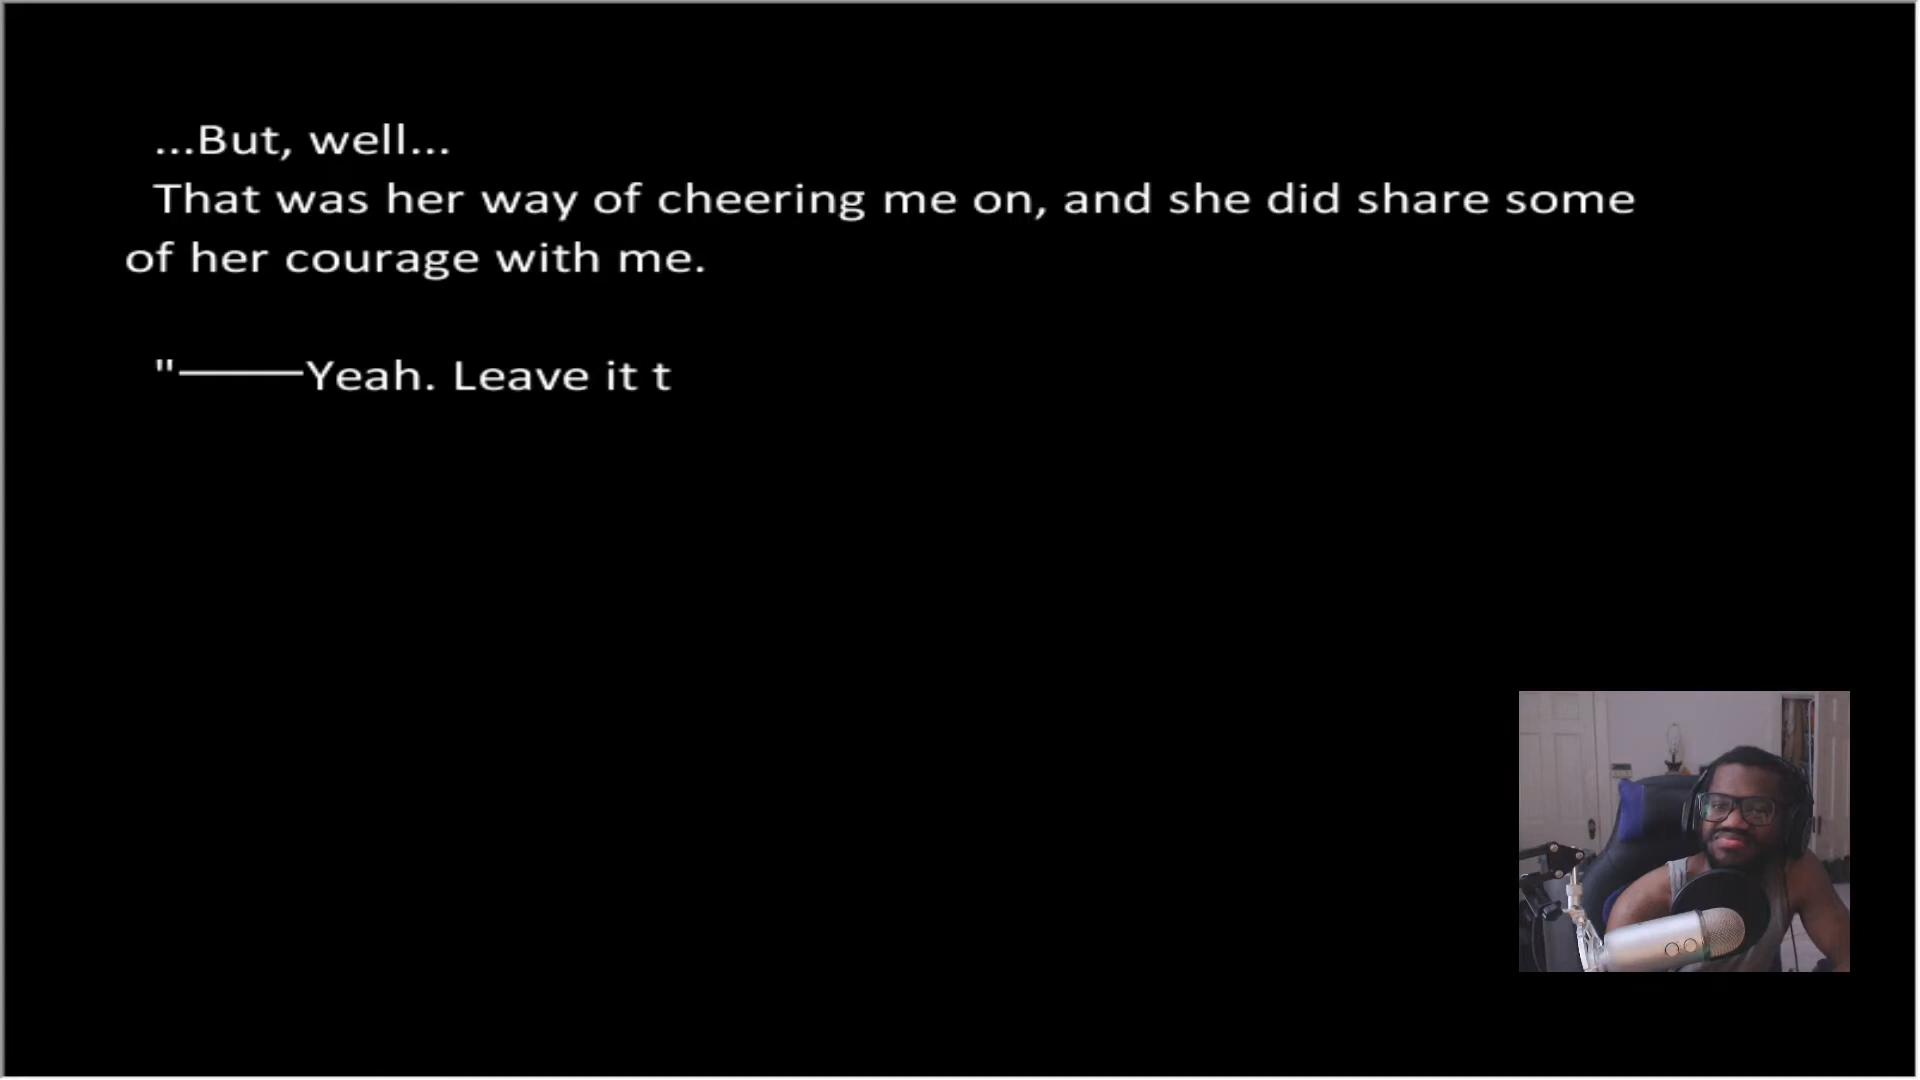 ...But, well...
That was her way of cheering me on, and she did share some
of her courage with me.
"———Yeah. Leave it t